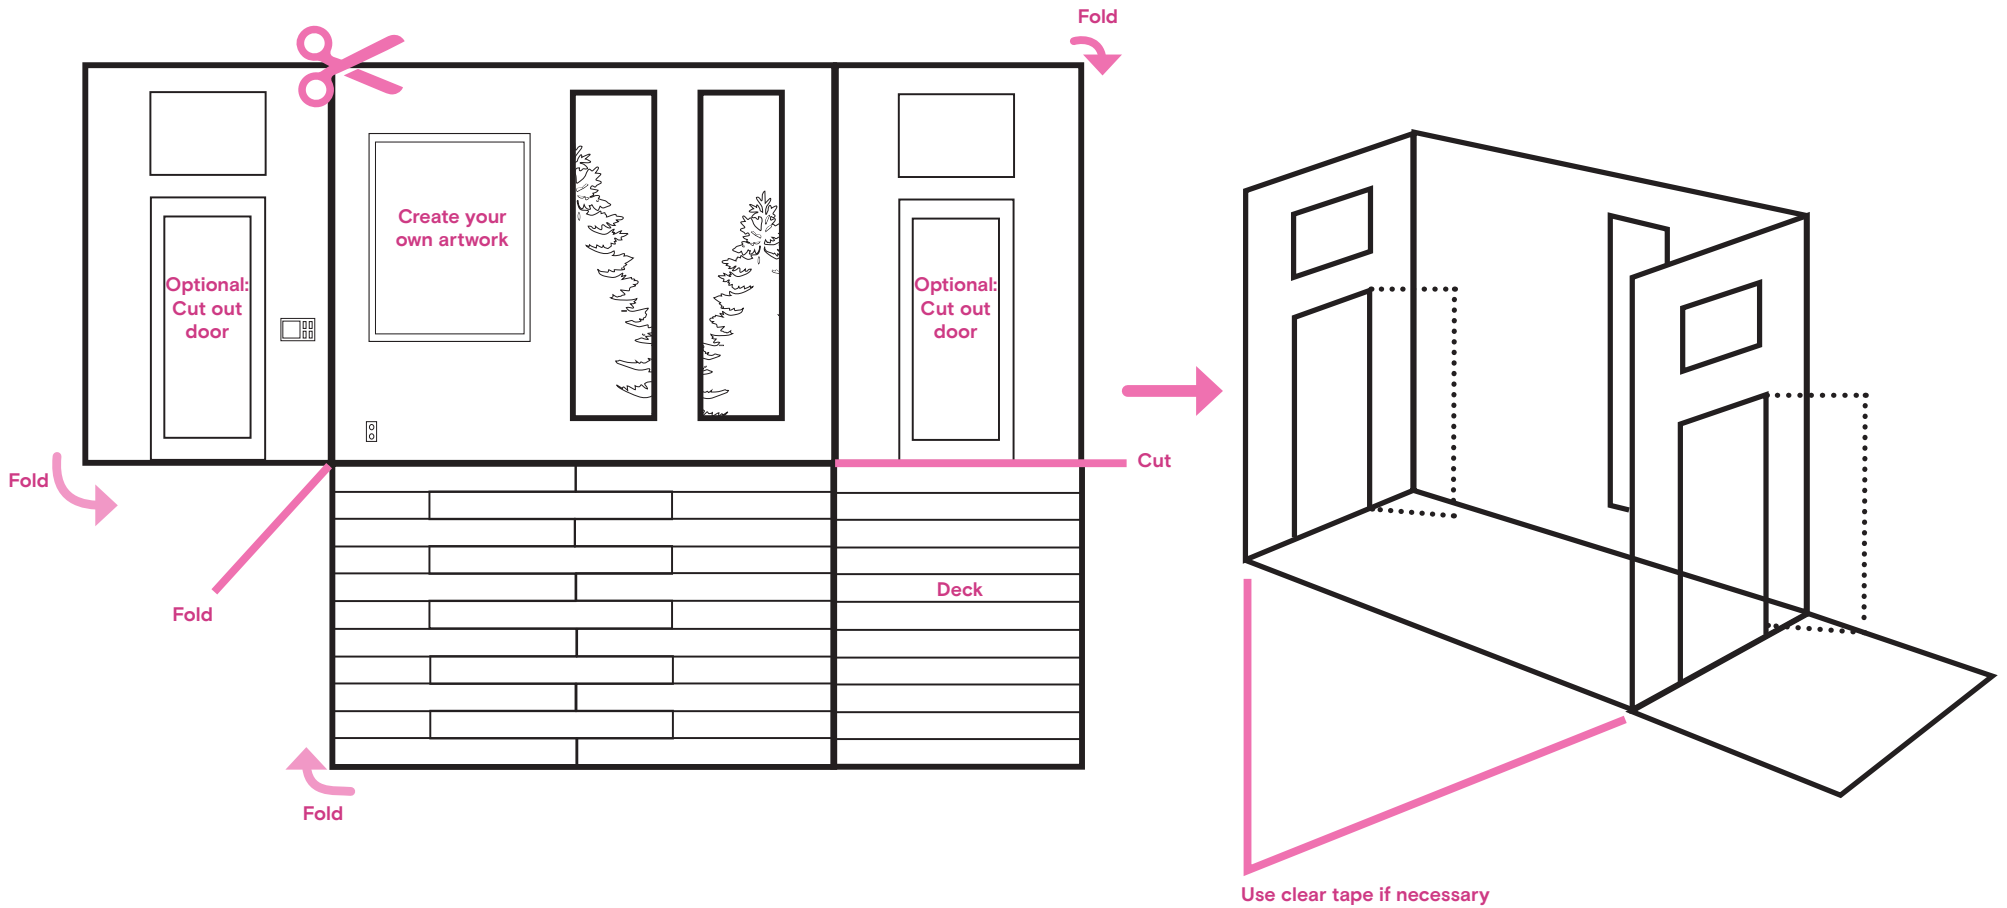 Fold
Create your
own artwork
Optional:
Cut out
door
Optional:
Cut out
door
Cut
Fold
Deck
Fold
Fold
Use clear tape if necessary